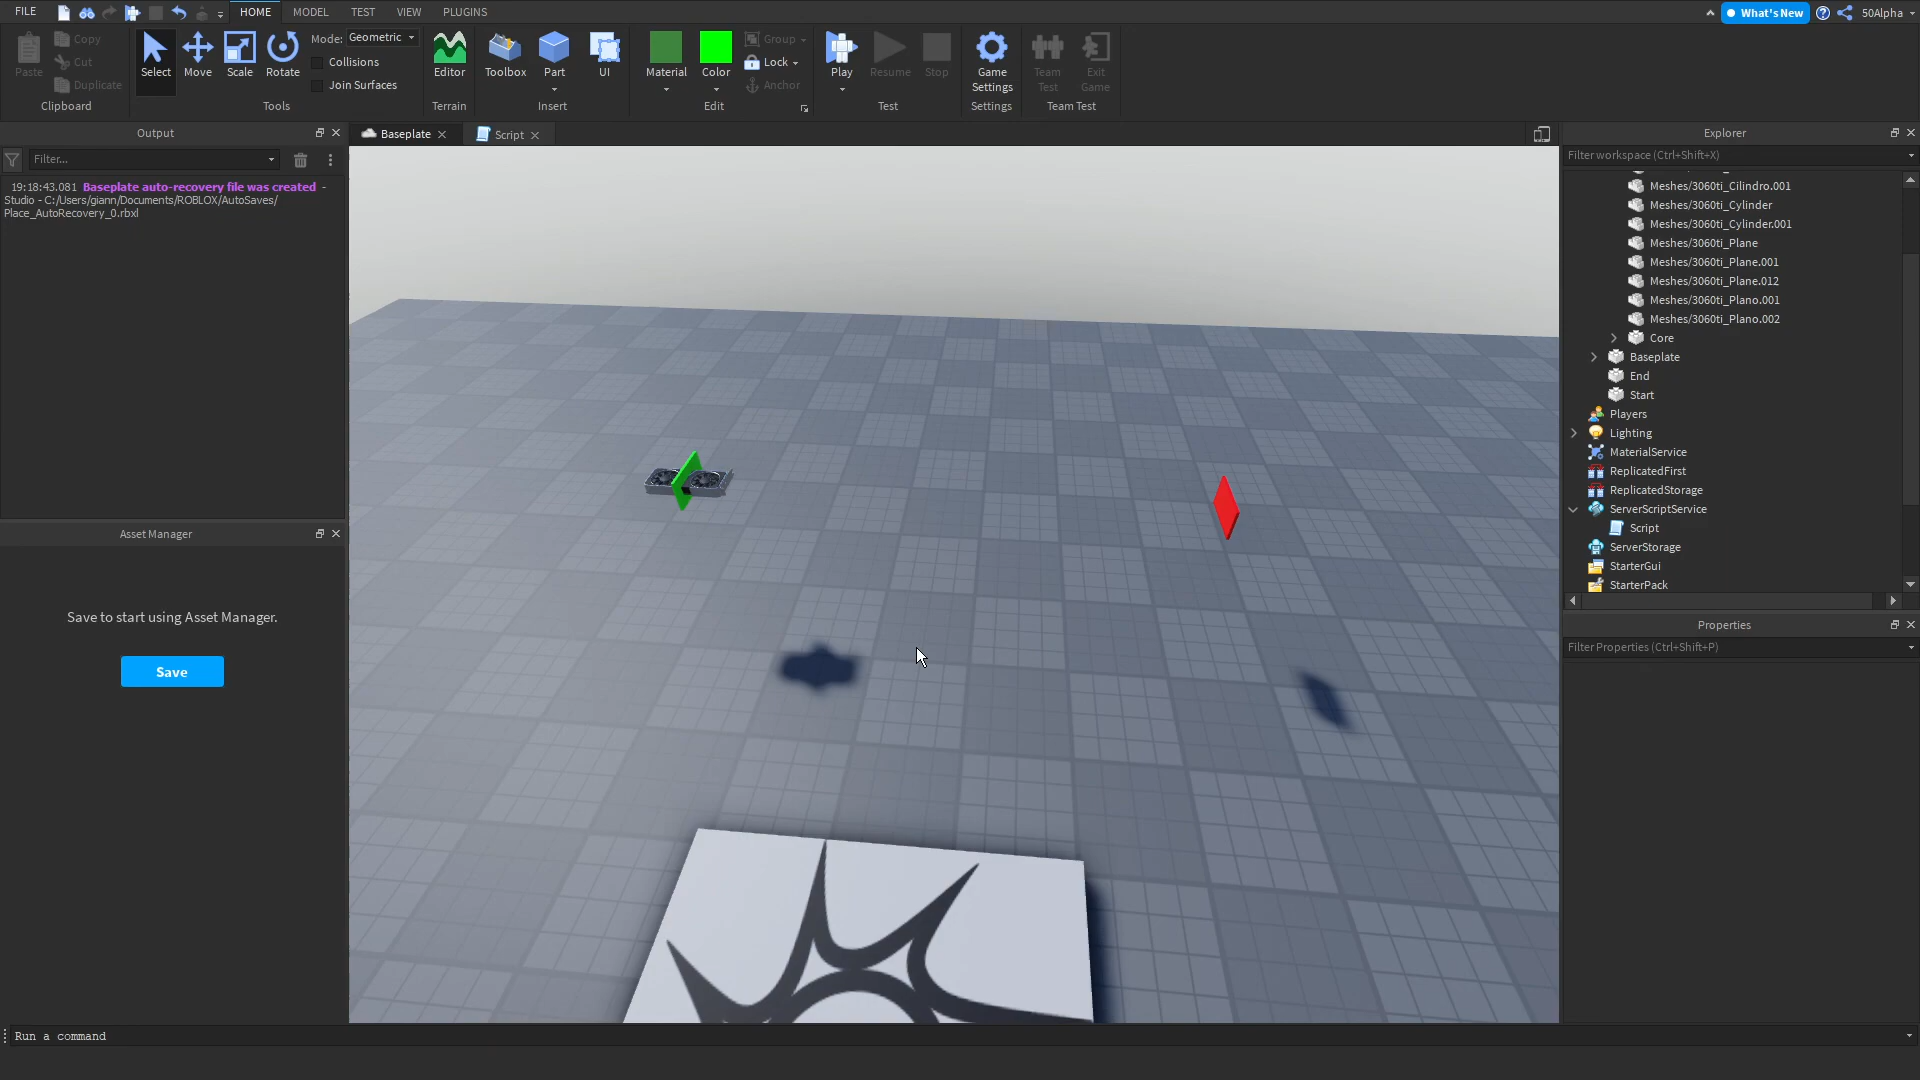 FILE
HOME
MODEL
TEST
VIEW
PLUGINS
What's New
50Alpha
Paste
Copy
Cut
Duplicate
Clipboard
Select
Move
Scale
Rotate
Mode: Geometric
Collisions
Join Surfaces
Tools
Editor
Terrain
Toolbox
Part
UI
Insert
Material
Color
Group
Lock
Anchor
Edit
Play
Resume
Stop
Test
Game
Settings
Settings
Team
Test
Exit
Game
Team Test
Output
Filter...
19:18:43.081 Baseplate auto-recovery file was created -
Studio - C:/Users/giann/Documents/ROBLOX/AutoSaves/
Place_AutoRecovery_0.rbxl
Asset Manager
Save to start using Asset Manager.
Save
Baseplate
Script
Explorer
Filter workspace (Ctrl+Shift+X)
Meshes/3060ti_Cilindro.001
Meshes/3060ti_Cylinder
Meshes/3060ti_Cylinder.001
Meshes/3060ti_Plane
Meshes/3060ti_Plane.001
Meshes/3060ti_Plane.012
Meshes/3060ti_Plano.001
Meshes/3060ti_Plano.002
Core
Baseplate
End
Start
Players
Lighting
MaterialService
ReplicatedFirst
ReplicatedStorage
ServerScriptService
Script
ServerStorage
StarterGui
StarterPack
Properties
Filter Properties (Ctrl+Shift+P)
Run a command